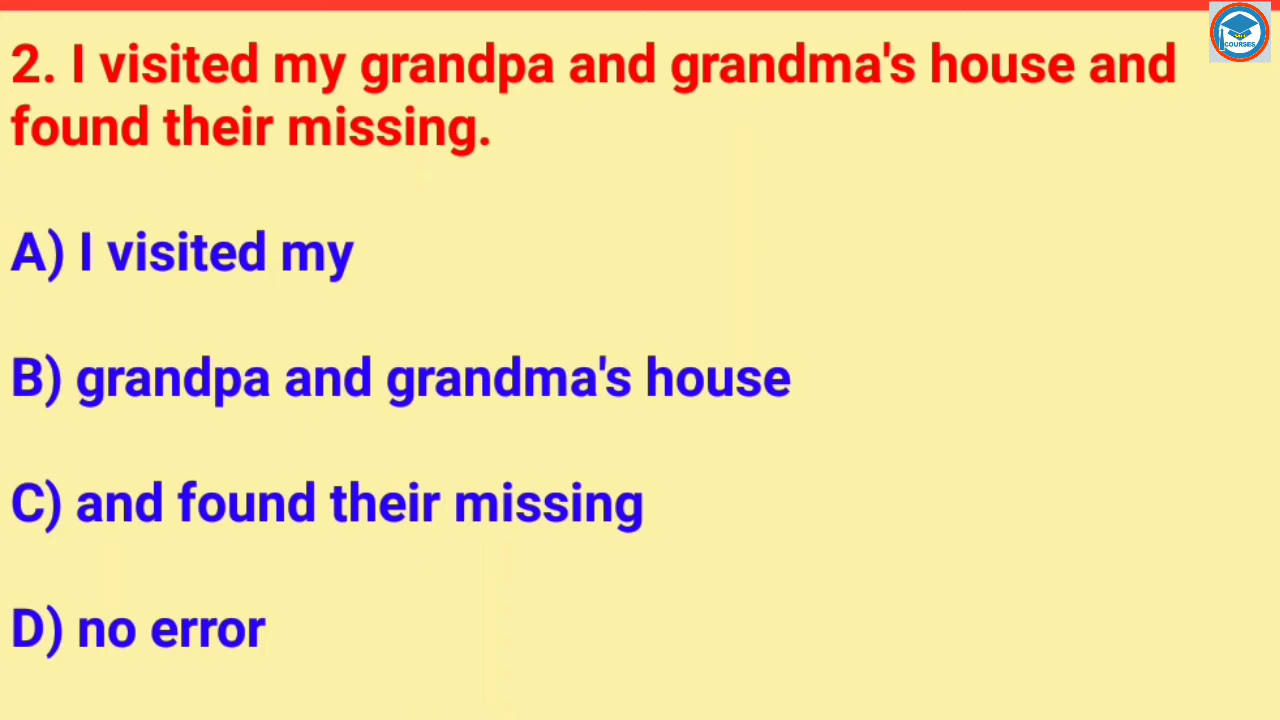 2. I visited my grandpa and grandma's house and
found their missing.
A) I visited my
B) grandpa and grandma's house
C) and found their missing
D) no error
COURSES